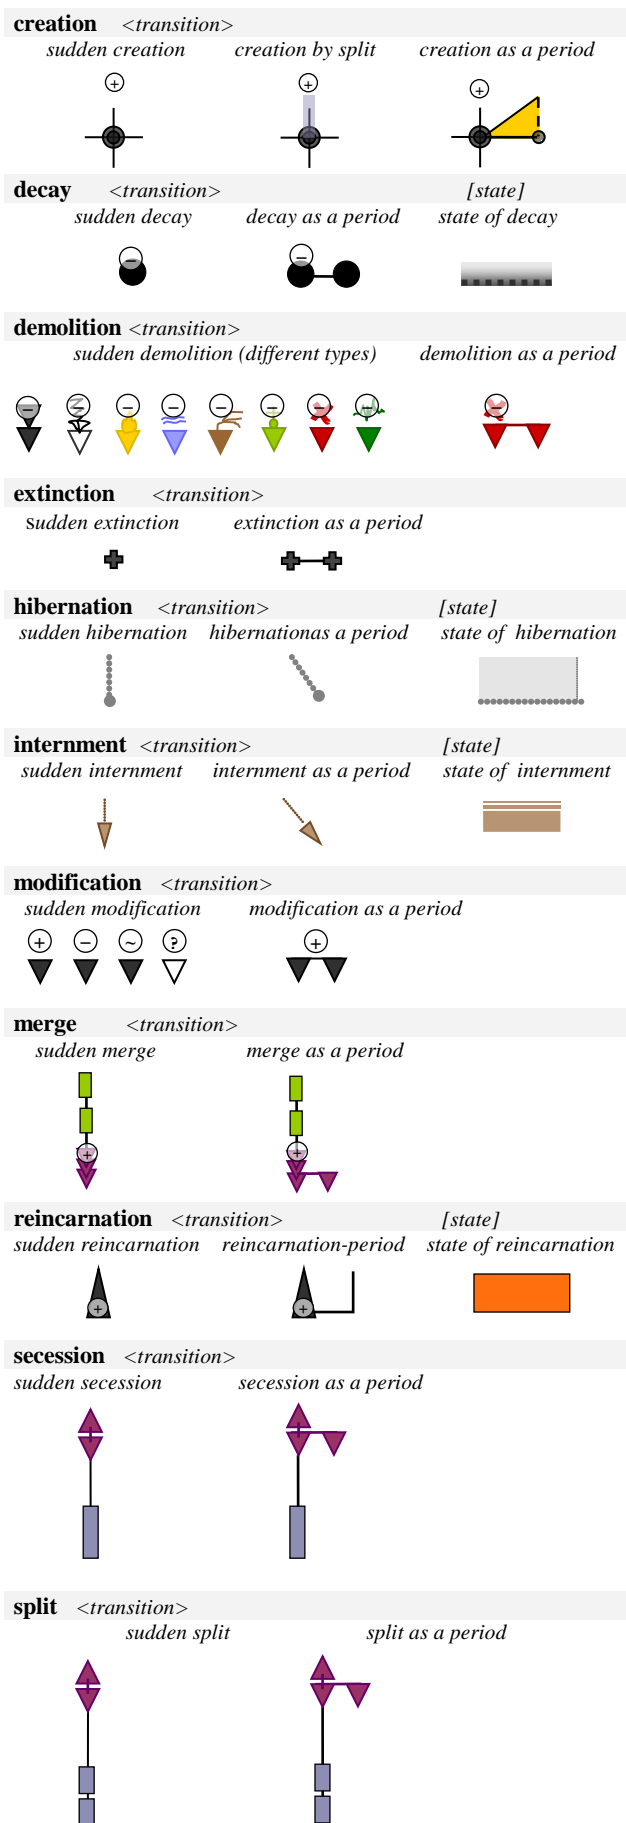 creation <transition>
sudden creation creation by split creation as a period
+ + +
decay <transition> [state]
sudden decay decay as a period state of decay
− −
demolition <transition>
sudden demolition (different types) demolition as a period
− − − − − − − − −
extinction <transition>
sudden extinction extinction as a period
hibernation <transition> [state]
sudden hibernation hibernationas a period state of hibernation
internment <transition> [state]
sudden internment internment as a period state of internment
modification <transition>
sudden modification modification as a period
+ − ~ ? +
merge <transition>
sudden merge merge as a period
+ +
reincarnation <transition> [state]
sudden reincarnation reincarnation-period state of reincarnation
+ +
secession <transition>
sudden secession secession as a period
split <transition>
sudden split split as a period